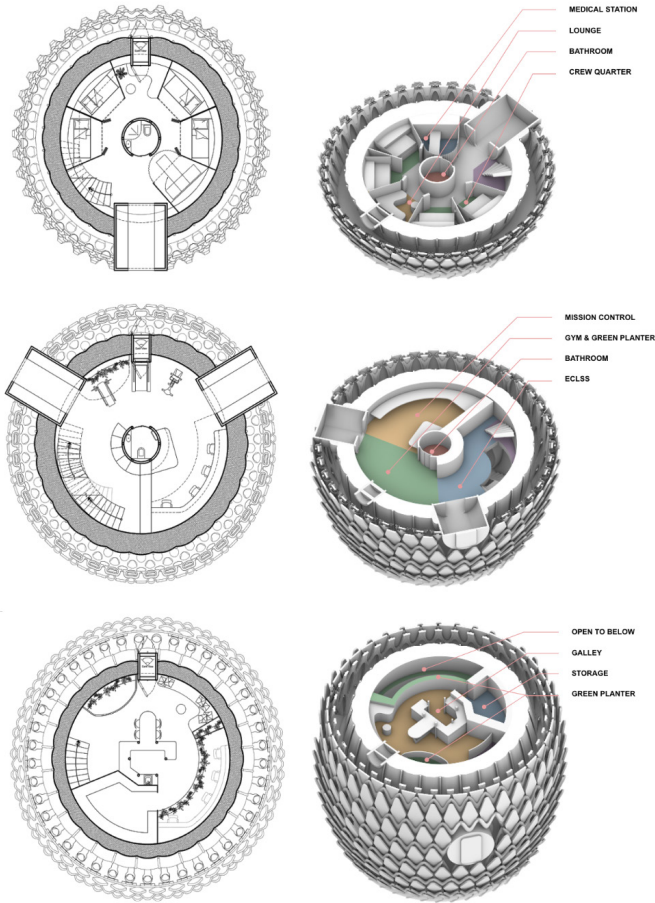 MEDICAL STATION
LOUNGE
BATHROOM
CREW QUARTER
MISSION CONTROL
GYM & GREEN PLANTER
BATHROOM
ECLSS
OPEN TO BELOW
GALLEY
STORAGE
GREEN PLANTER